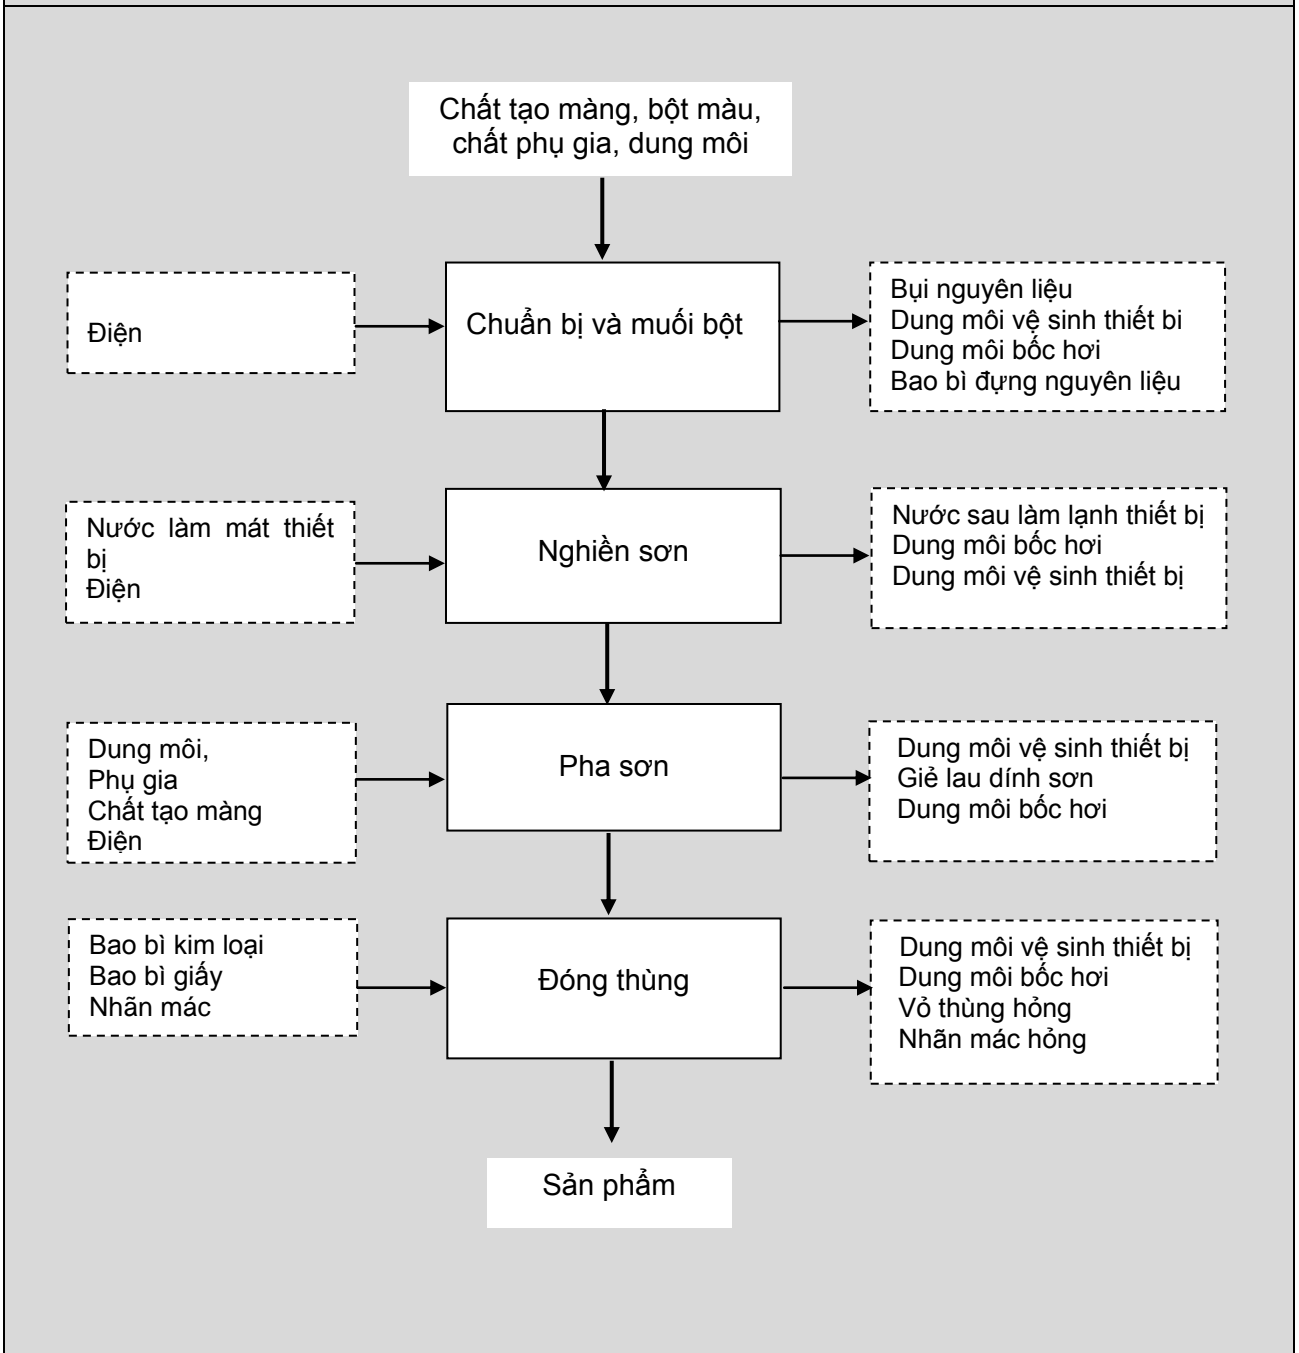 Chất tạo màng, bột màu,
chất phụ gia, dung môi
Điện
Chuẩn bị và muối bột
Bụi nguyên liệu
Dung môi vệ sinh thiết bi
Dung môi bốc hơi
Bao bì đựng nguyên liệu
Nước làm mát thiết
bị
Điện
Nghiền sơn
Nước sau làm lạnh thiết bị
Dung môi bốc hơi
Dung môi vệ sinh thiết bị
Dung môi,
Phụ gia
Chất tạo màng
Điện
Pha sơn
Dung môi vệ sinh thiết bị
Giẻ lau dính sơn
Dung môi bốc hơi
Bao bì kim loại
Bao bì giấy
Nhãn mác
Đóng thùng
Dung môi vệ sinh thiết bị
Dung môi bốc hơi
Vỏ thùng hỏng
Nhãn mác hỏng
Sản phẩm